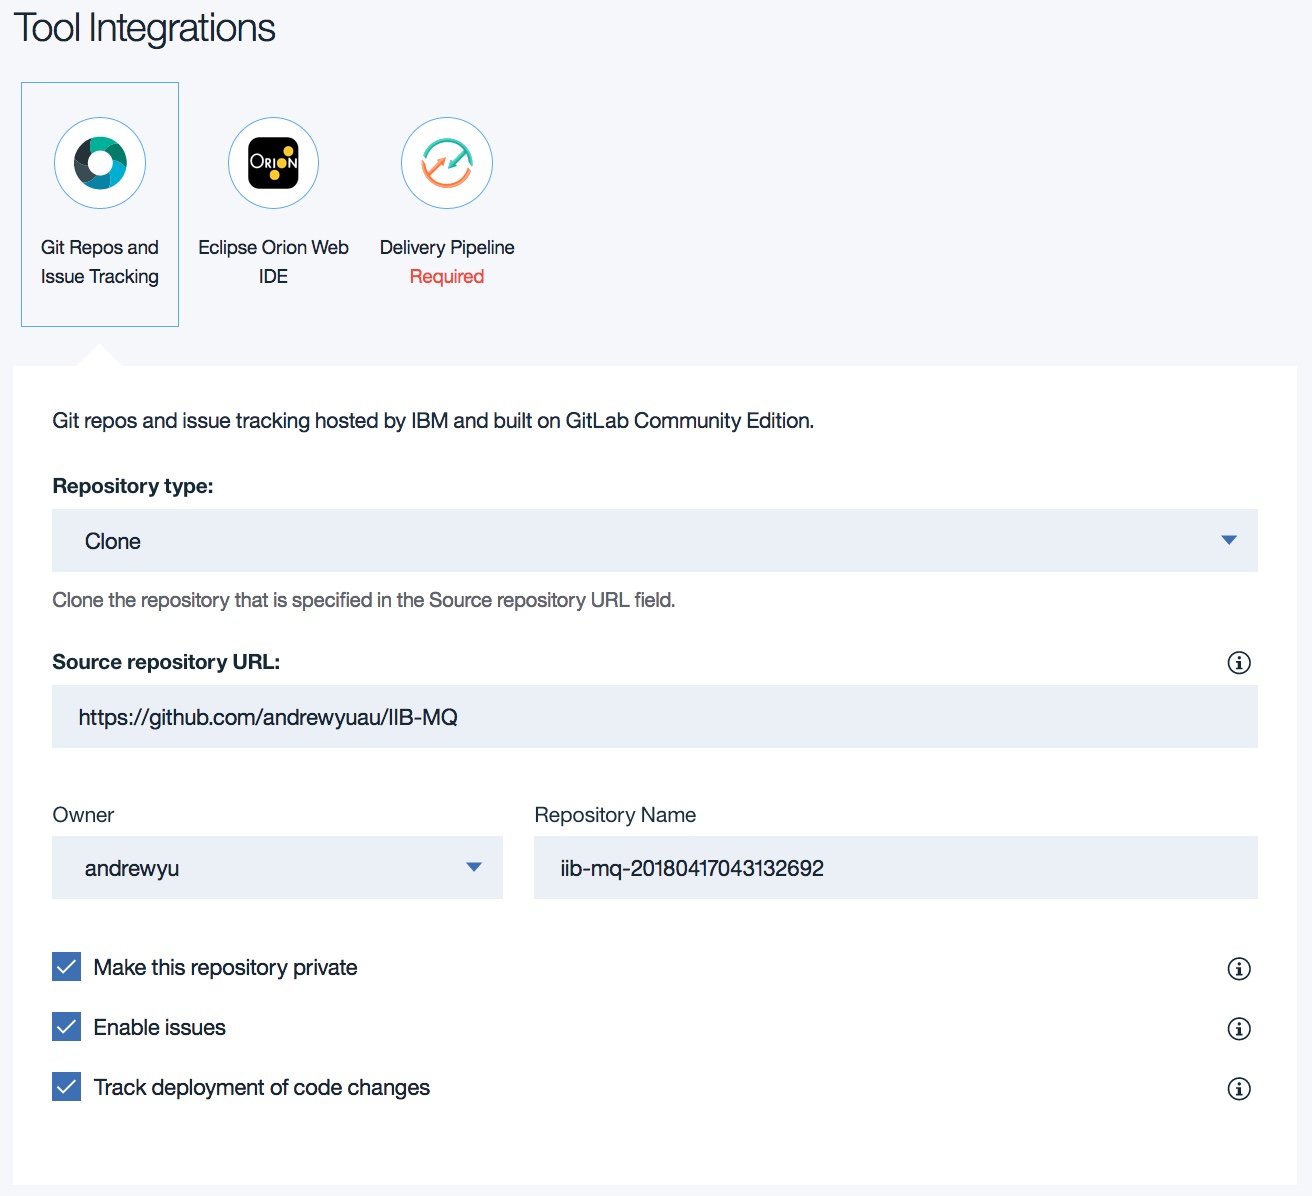 Tool Integrations
ORION
Git Repos and
Issue Tracking
Eclipse Orion Web
IDE
Delivery Pipeline
Required
Git repos and issue tracking hosted by IBM and built on GitLab Community Edition.
Repository type:
Clone
Clone the repository that is specified in the Source repository URL field.
Source repository URL:
https://github.com/andrewyuau/IIB-MQ
Owner
Repository Name
andrewyu
iib-mq-20180417043132692
Make this repository private
Enable issues
Track deployment of code changes